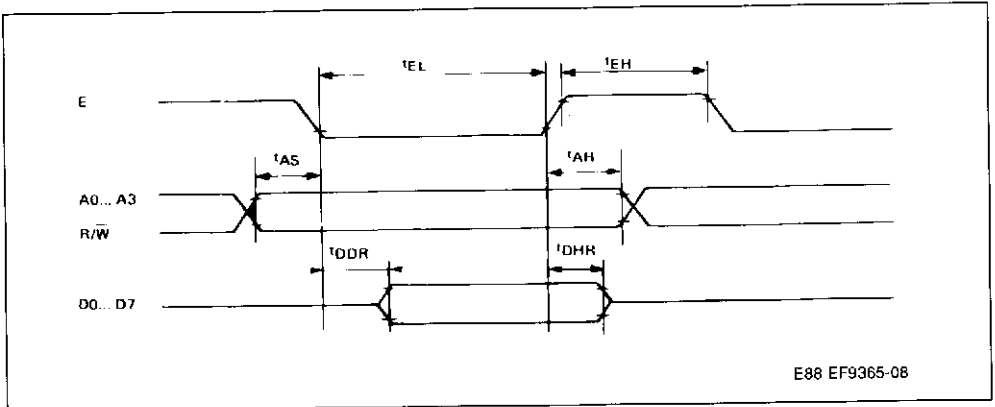 tEL
tEH
E
tAS
tAH
A0... A3
R/W̅
tDDR
tDHR
D0... D7
E88 EF9365-08